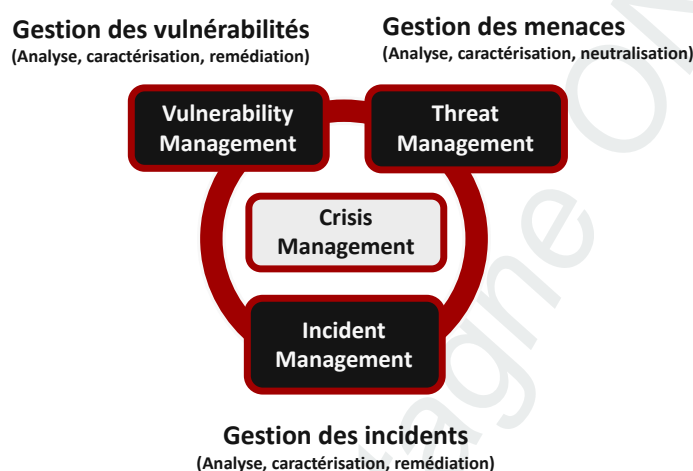 Gestion des vulnérabilités
(Analyse, caractérisation, remédiation)
Gestion des menaces
(Analyse, caractérisation, neutralisation)
Vulnerability
Management
Threat
Management
Crisis
Management
Incident
Management
Gestion des incidents
(Analyse, caractérisation, remédiation)